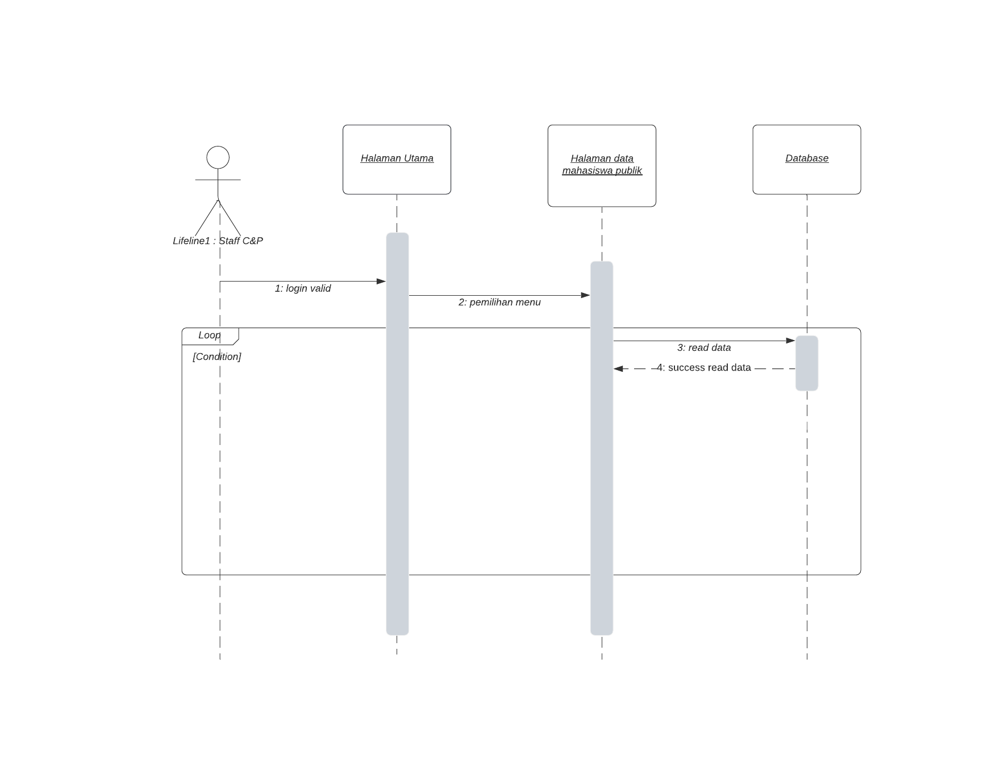 Halaman Utama
Halaman data
mahasiswa publik
Database
Lifeline1 : Staff C&P
1: login valid
2: pemilihan menu
Loop
[Condition]
3: read data
4: success read data